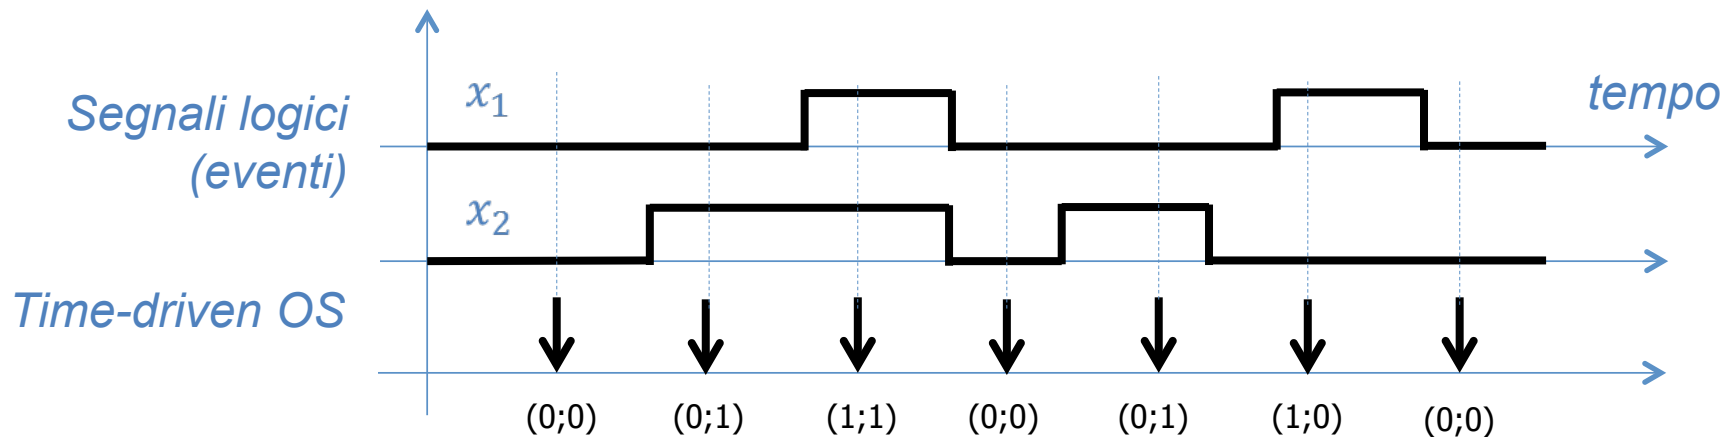 x₁
tempo
Segnali logici
(eventi)
x₂
Time-driven OS
(0;0) (0;1) (1;1) (0;0) (0;1) (1;0) (0;0)